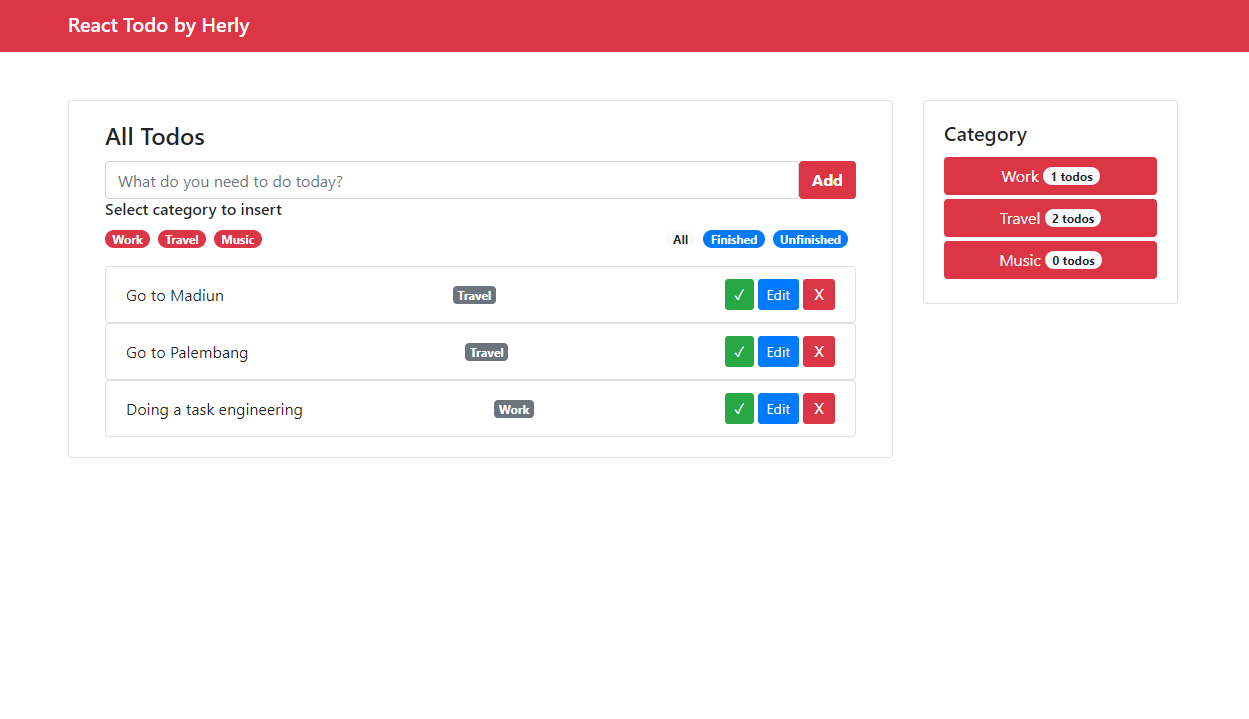 React Todo by Herly
All Todos
What do you need to do today? Add
Select category to insert
Work Travel Music All Finished Unfinished
Go to Madiun Travel ✓ Edit X
Go to Palembang Travel ✓ Edit X
Doing a task engineering Work ✓ Edit X
Category
Work 1 todos
Travel 2 todos
Music 0 todos